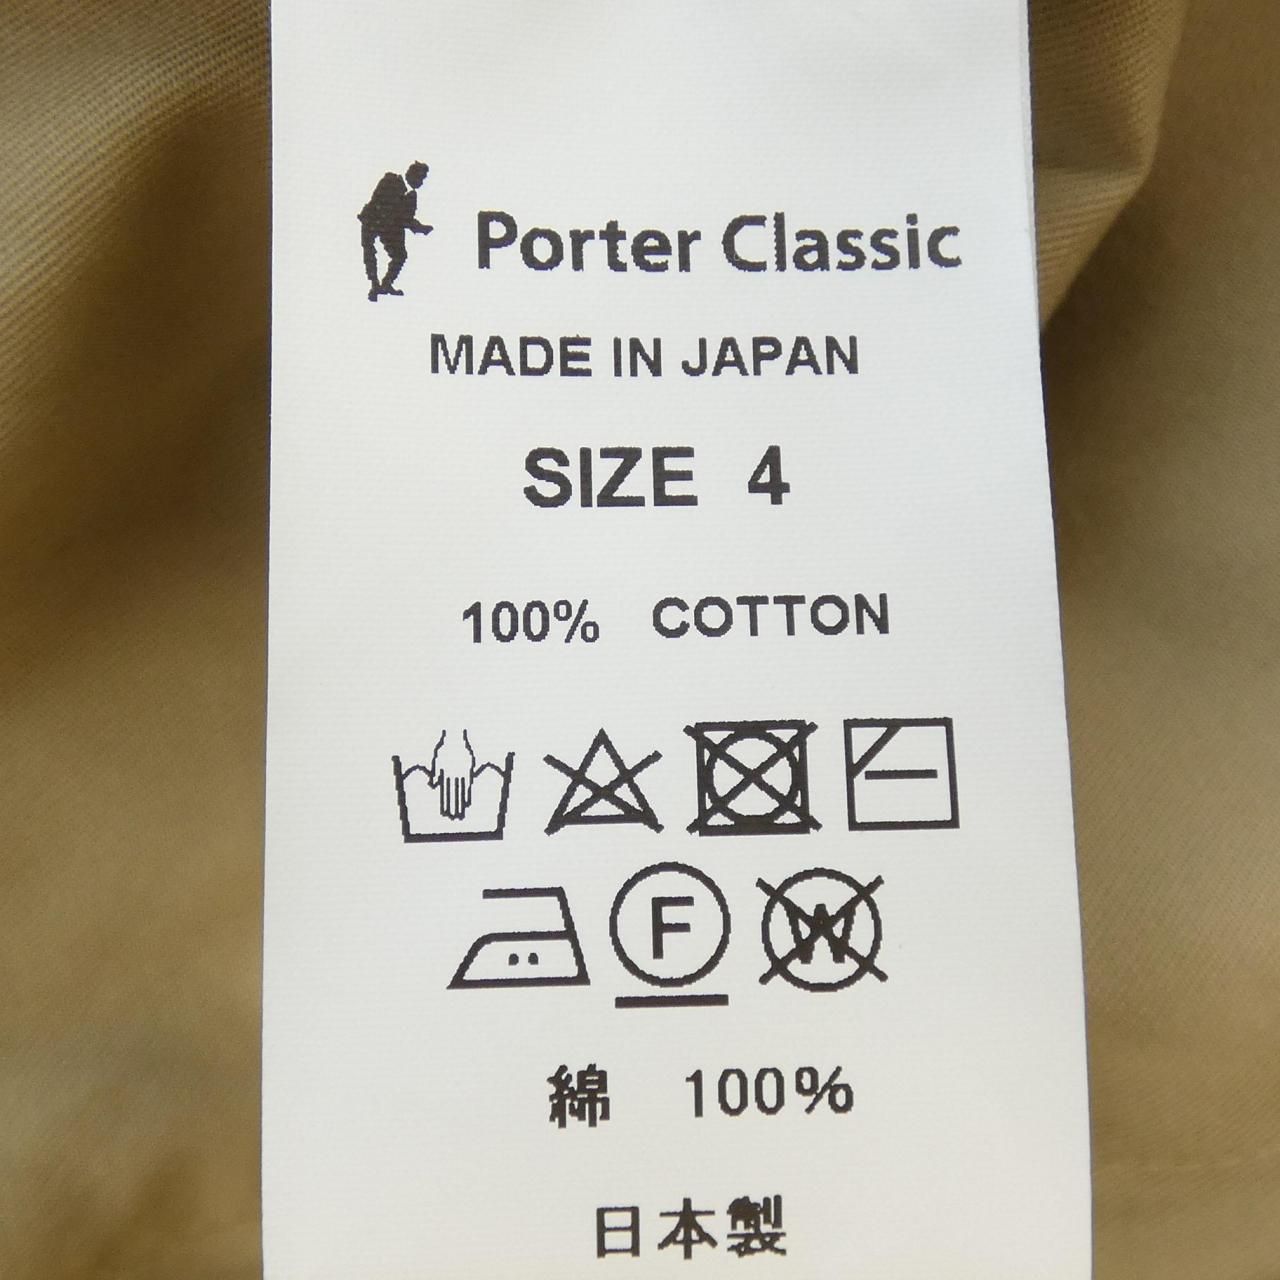 Porter Classic
MADE IN JAPAN
SIZE 4
100% COTTON
F W
綿 100%
日本製